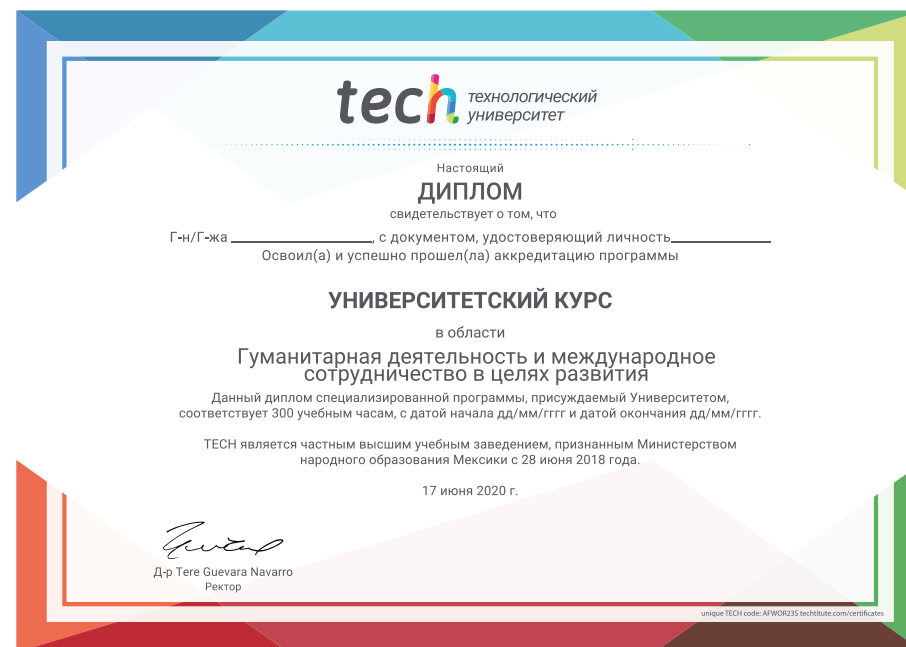 tech технологический
университет
Настоящий
ДИПЛОМ
свидетельствует о том, что
Г-н/Г-жа ____________________, с документом, удостоверяющий личность______________
Освоил(а) и успешно прошел(ла) аккредитацию программы
УНИВЕРСИТЕТСКИЙ КУРС
в области
Гуманитарная деятельность и международное
сотрудничество в целях развития
Данный диплом специализированной программы, присуждаемый Университетом,
соответствует 300 учебным часам, с датой начала дд/мм/гггг и датой окончания дд/мм/гггг.
TECH является частным высшим учебным заведением, признанным Министерством
народного образования Мексики с 28 июня 2018 года.
17 июня 2020 г.
Д-р Tere Guevara Navarro
Ректор
unique TECH code: AFWOR23S techtitute.com/certificates